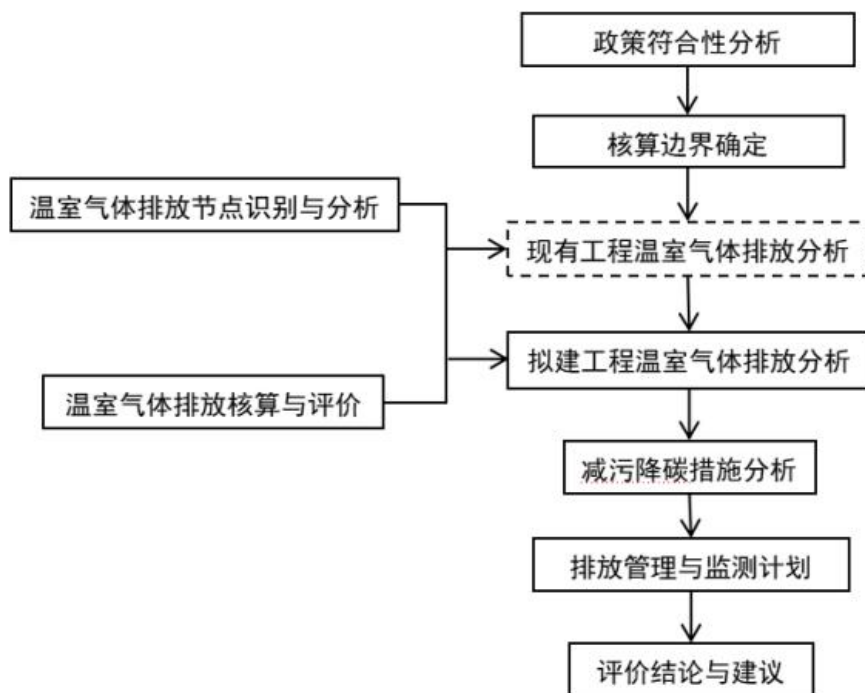 政策符合性分析
核算边界确定
温室气体排放节点识别与分析
现有工程温室气体排放分析
拟建工程温室气体排放分析
温室气体排放核算与评价
减污降碳措施分析
排放管理与监测计划
评价结论与建议